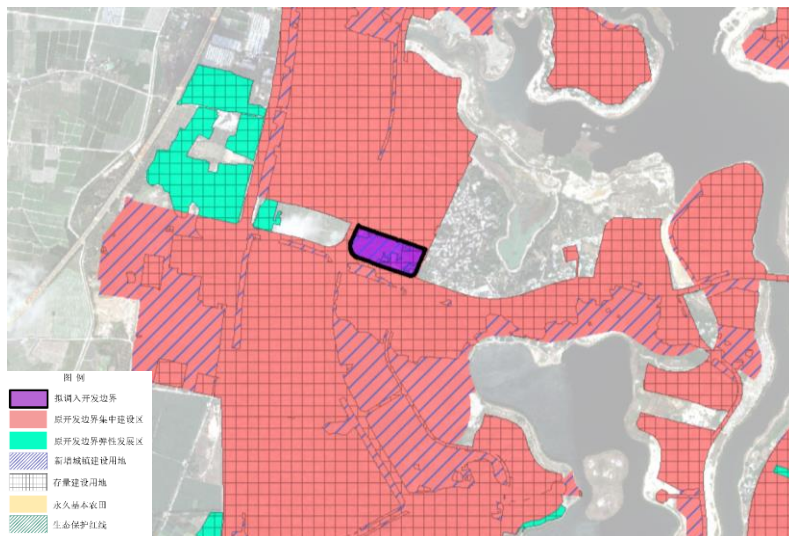 图 例
拟调入开发边界
原开发边界集中建设区
原开发边界弹性发展区
新增城镇建设用地
存量建设用地
永久基本农田
生态保护红线